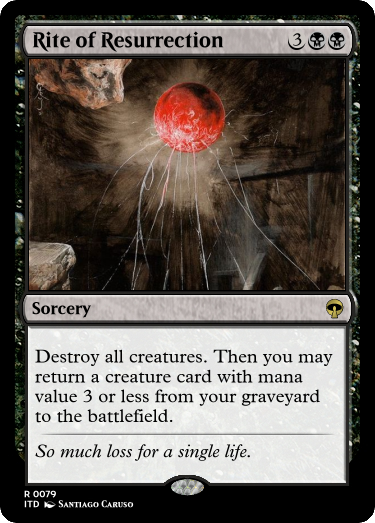 Rite of Resurrection 3
Sorcery
Destroy all creatures. Then you may
return a creature card with mana
value 3 or less from your graveyard
to the battlefield.
So much loss for a single life.
R 0079
ITD Santiago Caruso